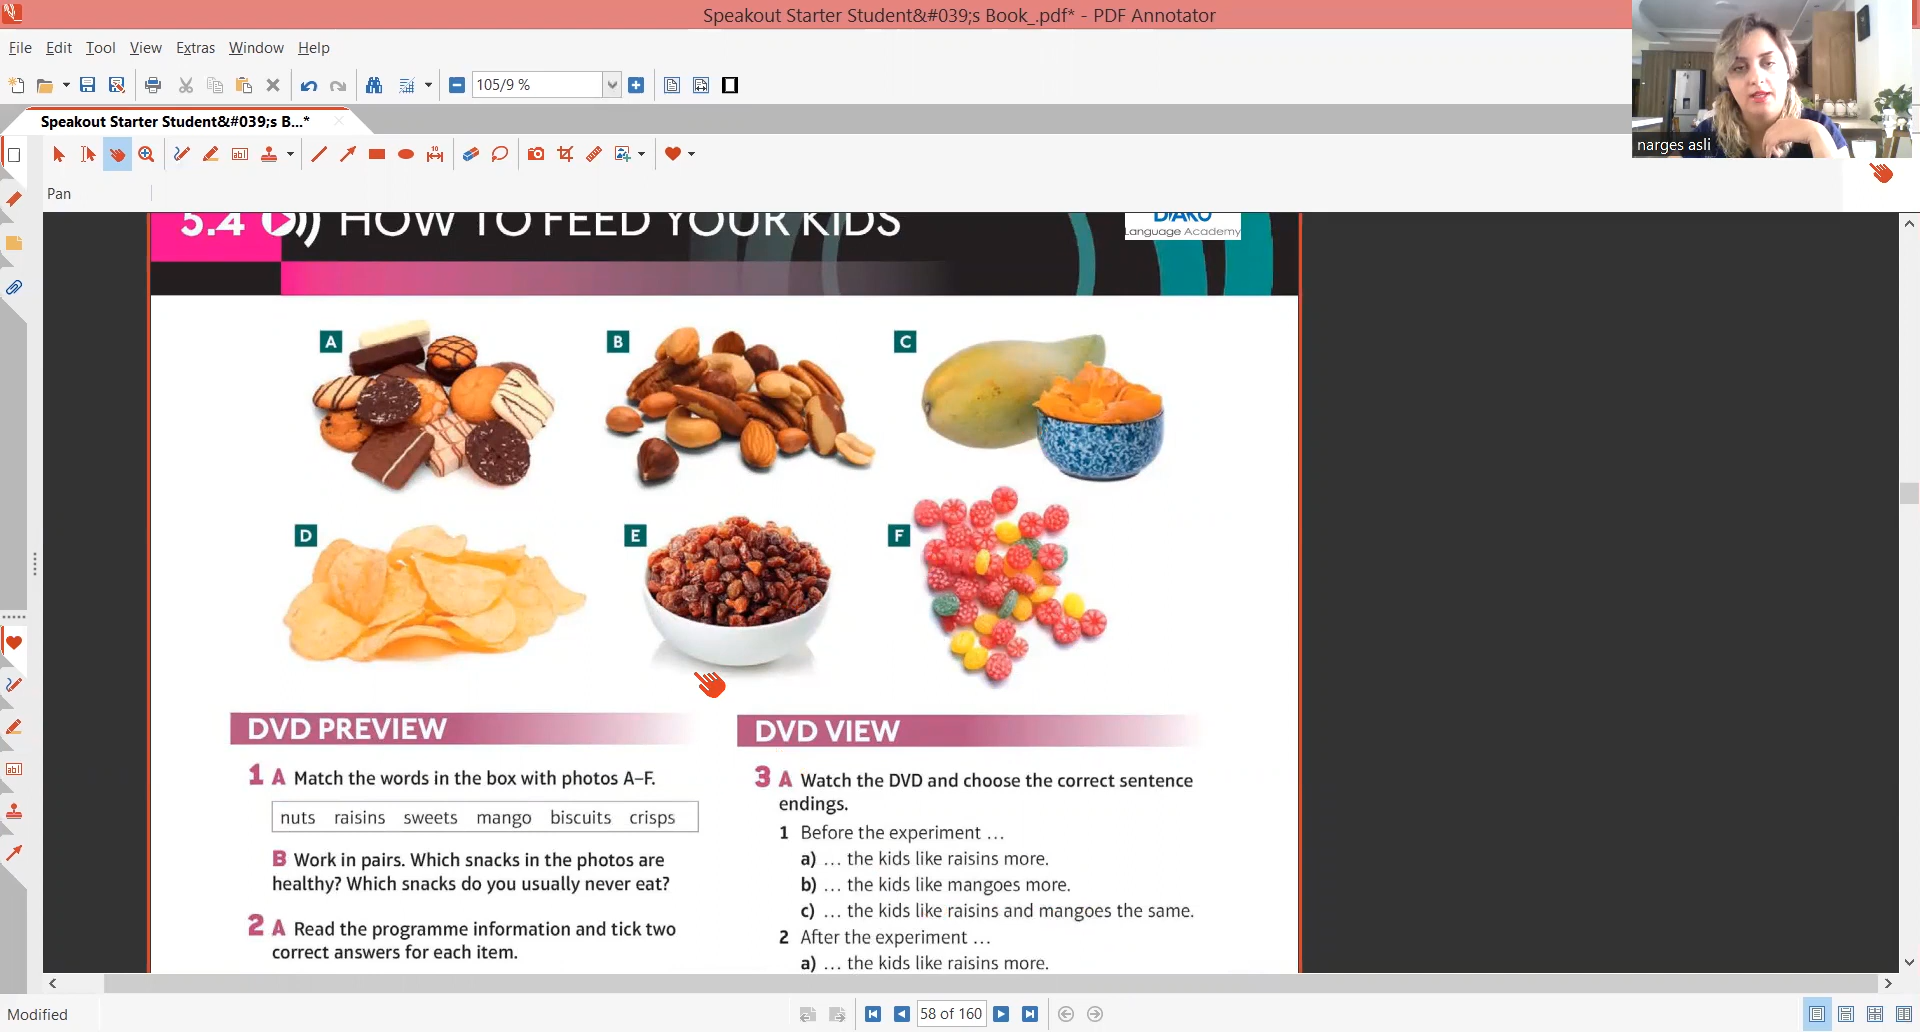 Speakout Starter Student&#039;s Book_.pdf* - PDF Annotator
File Edit Tool View Extras Window Help
105/9 %
Speakout Starter Student&#039;s B...*
narges asli
Pan
5.4 HOW TO FEED YOUR KIDS
DIAKO
Language Academy
A
B
C
D
E
F
DVD PREVIEW
1 A Match the words in the box with photos A–F.
nuts raisins sweets mango biscuits crisps
B Work in pairs. Which snacks in the photos are
healthy? Which snacks do you usually never eat?
2 A Read the programme information and tick two
correct answers for each item.
DVD VIEW
3 A Watch the DVD and choose the correct sentence
endings.
1 Before the experiment …
a) … the kids like raisins more.
b) … the kids like mangoes more.
c) … the kids like raisins and mangoes the same.
2 After the experiment …
a) … the kids like raisins more.
Modified
58 of 160